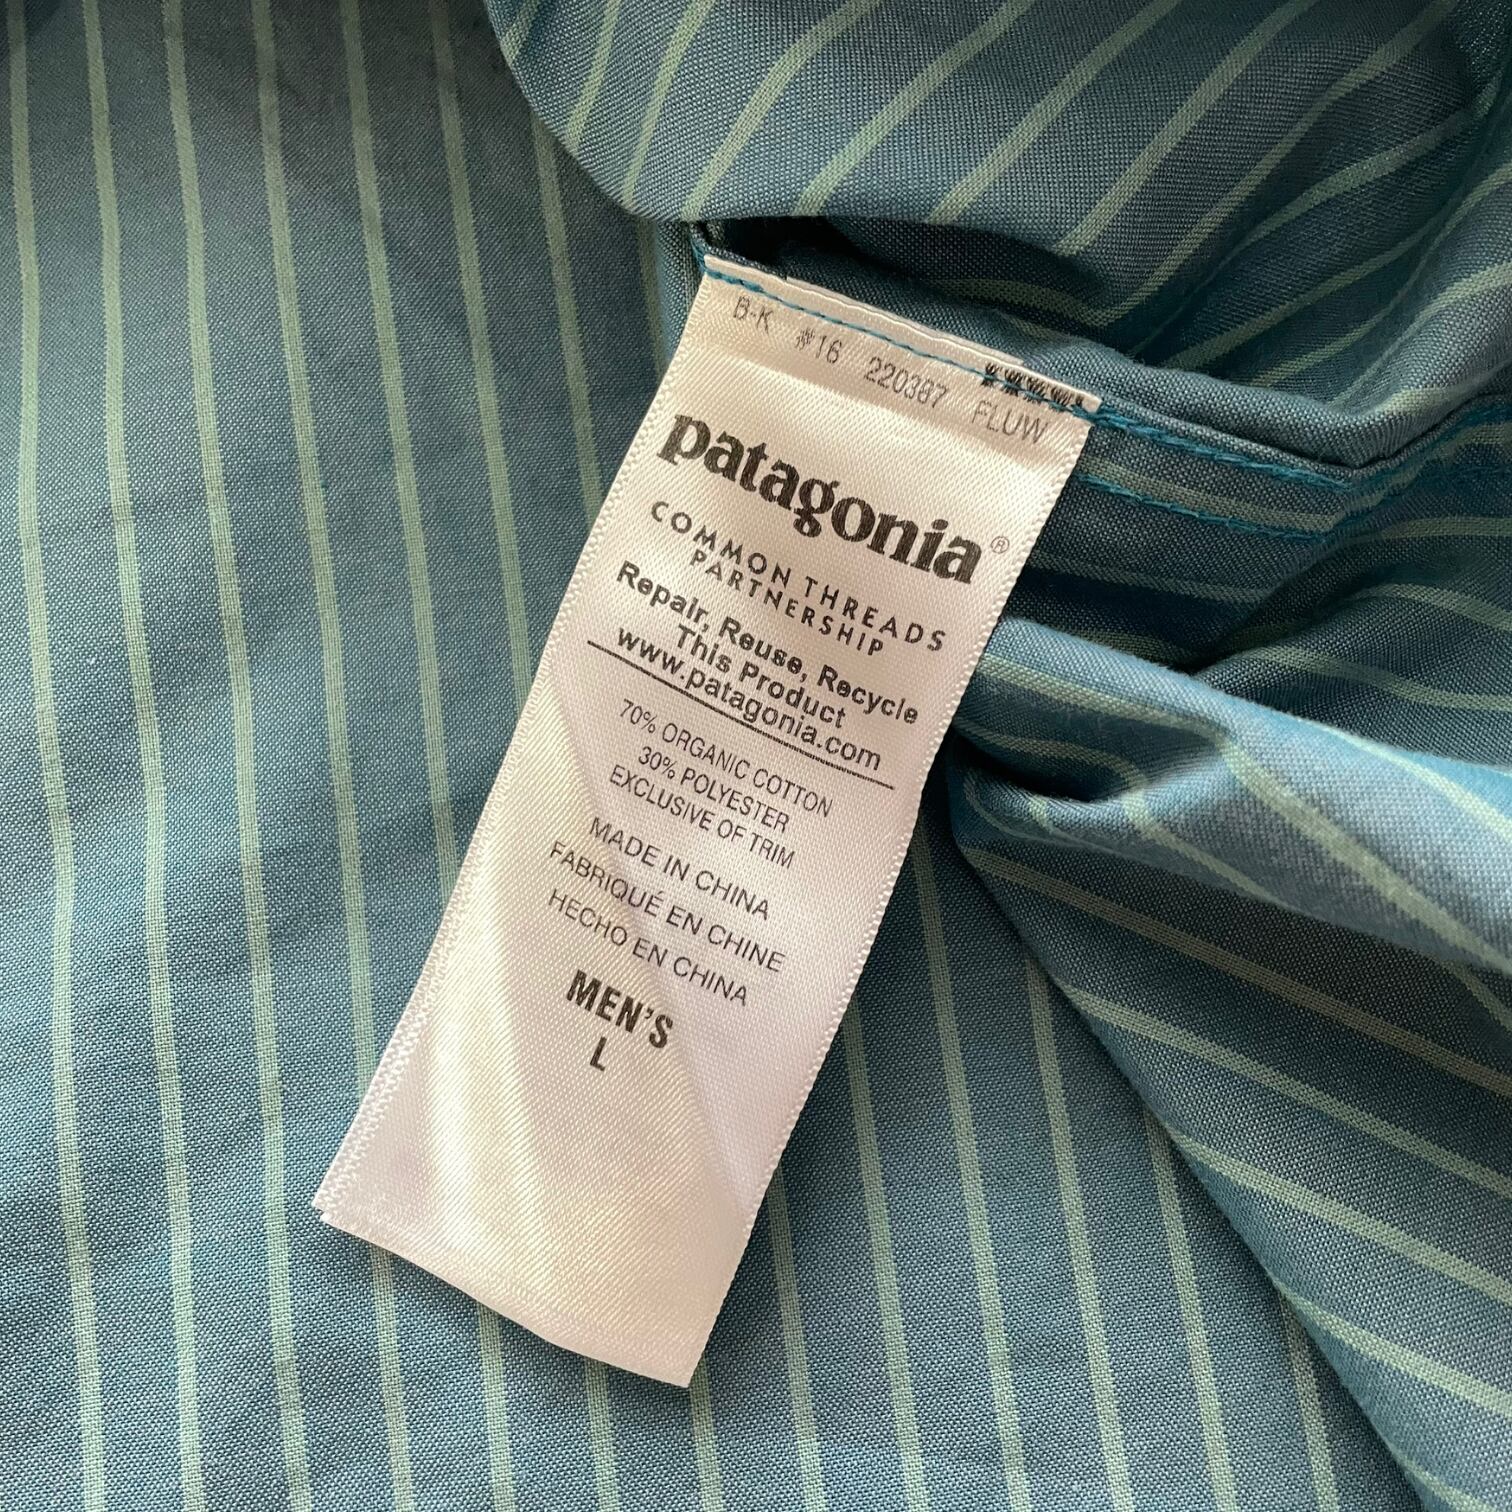 B-K #16 220387 FLUW
patagonia®
COMMON THREADS
PARTNERSHIP
Repair, Reuse, Recycle
This Product
www.patagonia.com
70% ORGANIC COTTON
30% POLYESTER
EXCLUSIVE OF TRIM
MADE IN CHINA
FABRIQUÉ EN CHINE
HECHO EN CHINA
MEN'S
L